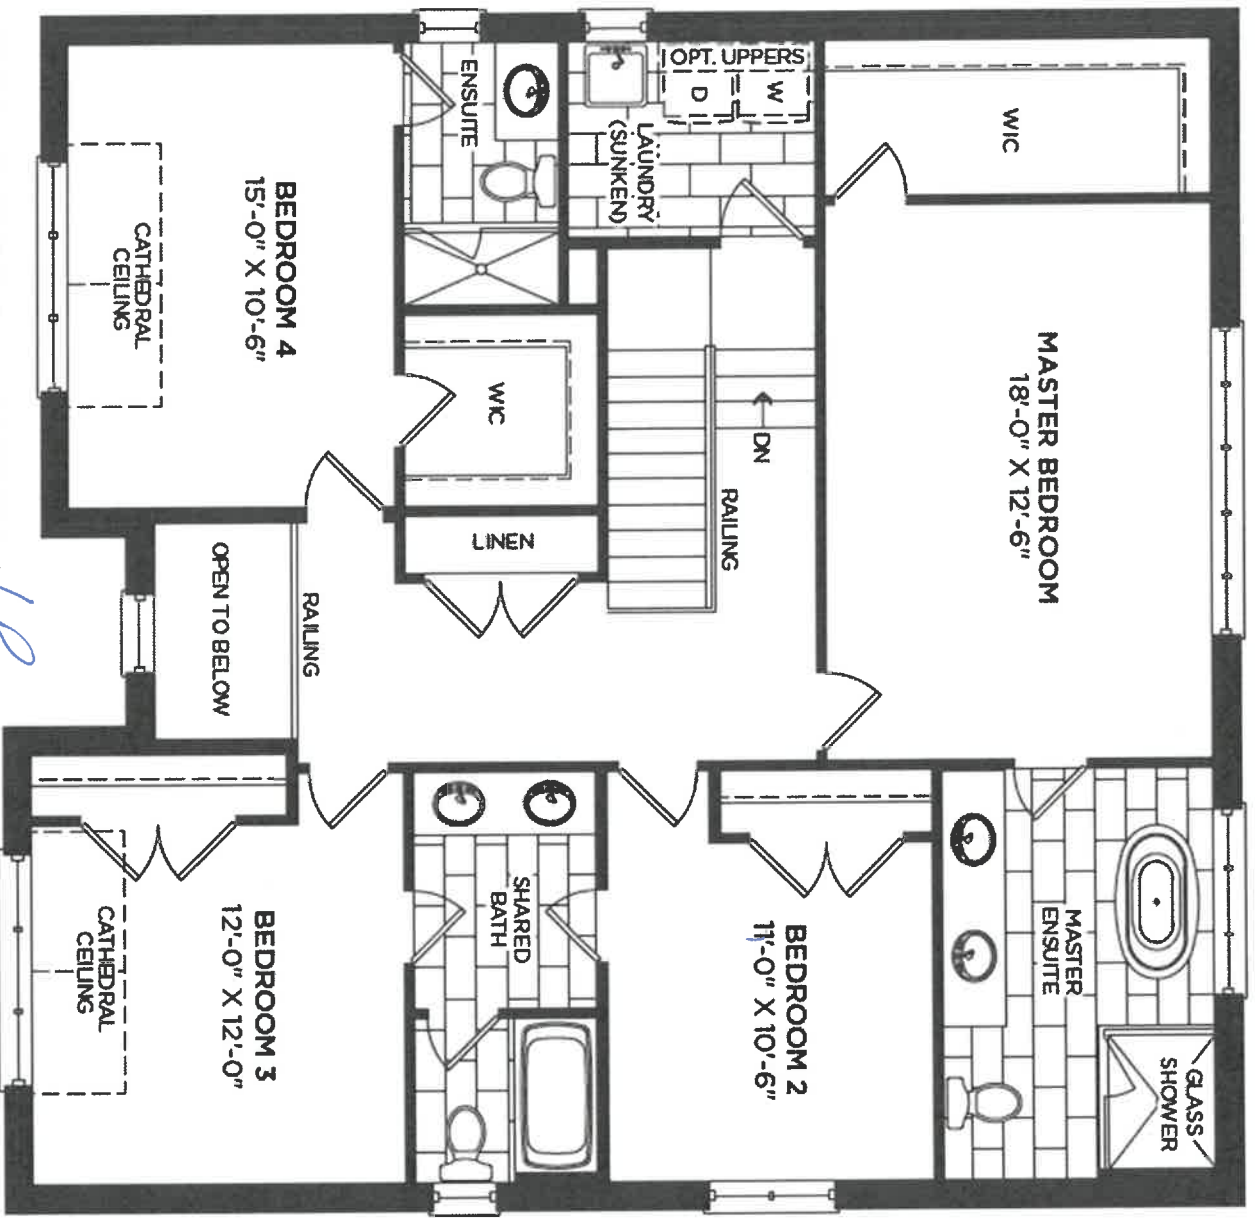 WIC
MASTER BEDROOM
18'-0" X 12'-6"
MASTER
ENSUITE
GLASS
SHOWER
OPT. UPPERS
D
W
LAUNDRY
(SUNKEN)
DN
RAILING
BEDROOM 2
11'-0" X 10'-6"
ENSUITE
WIC
LINEN
SHARED
BATH
BEDROOM 4
15'-0" X 10'-6"
CATHEDRAL
CEILING
RAILING
OPEN TO BELOW
BEDROOM 3
12'-0" X 12'-0"
CATHEDRAL
CEILING